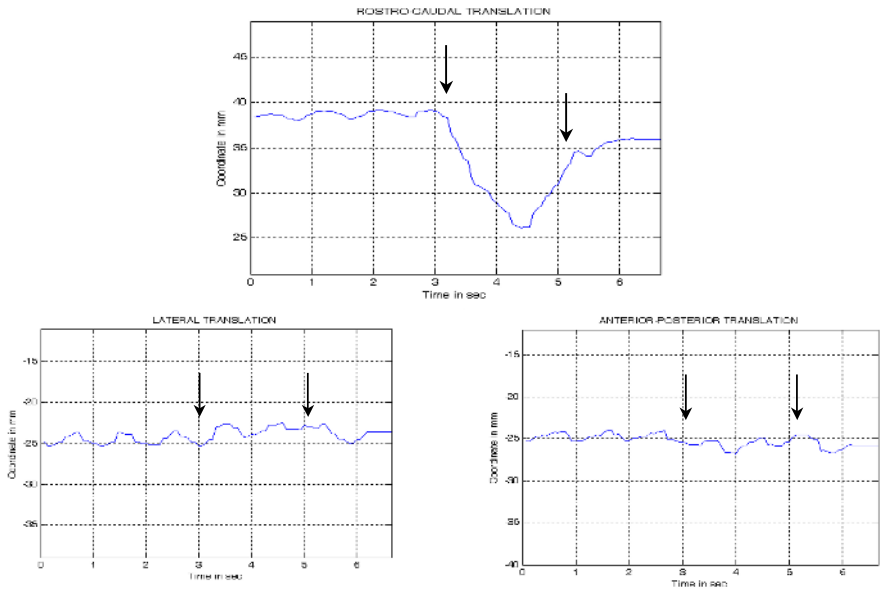 ROSTRO-CAUDAL TRANSLATION
45
40
35
30
25
Coordinate in mm
0 1 2 3 4 5 6
Time in sec
LATERAL TRANSLATION
-15
-20
-25
-30
-35
Coordinate in mm
0 1 2 3 4 5 6
Time in sec
ANTERIOR-POSTERIOR TRANSLATION
-15
-20
-25
-30
-35
-40
Coordinate in mm
0 1 2 3 4 5 6
Time in sec